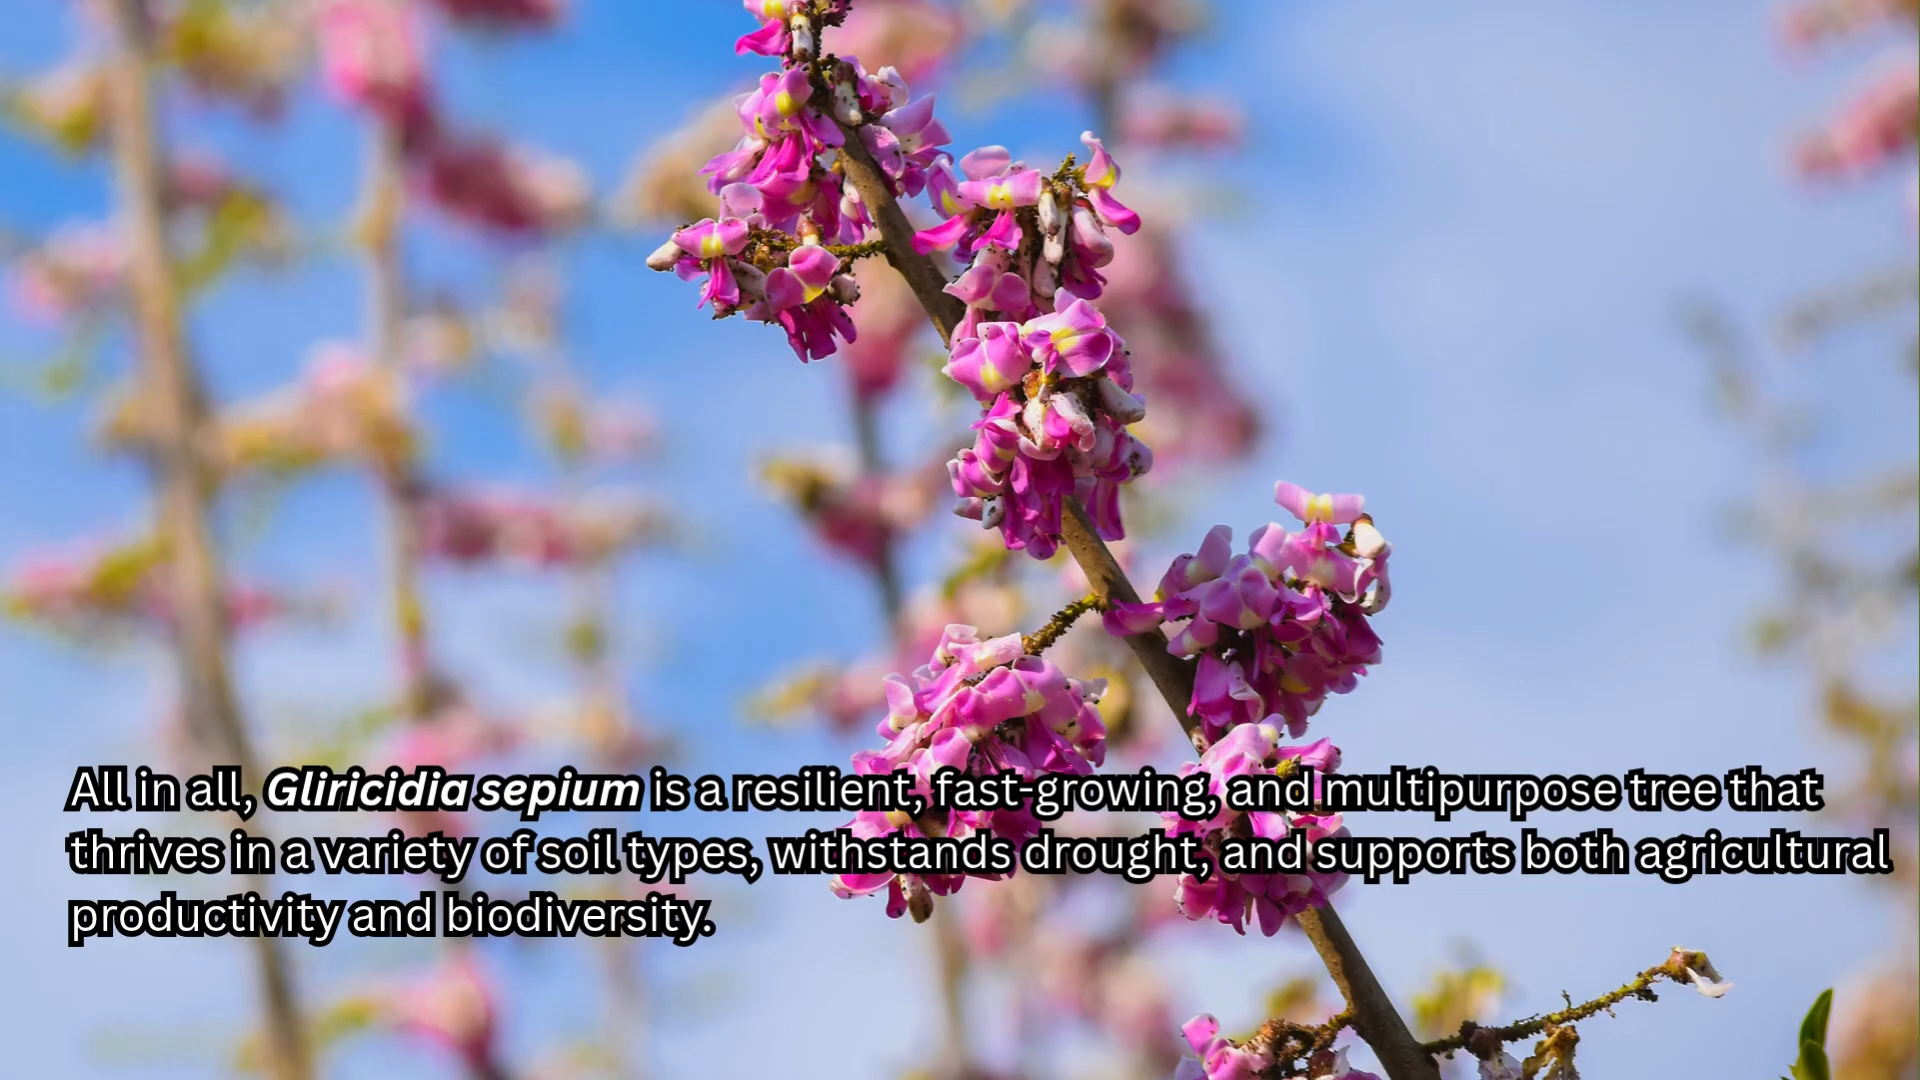 All in all, Gliricidia sepium is a resilient, fast-growing, and multipurpose tree that
thrives in a variety of soil types, withstands drought, and supports both agricultural
productivity and biodiversity.